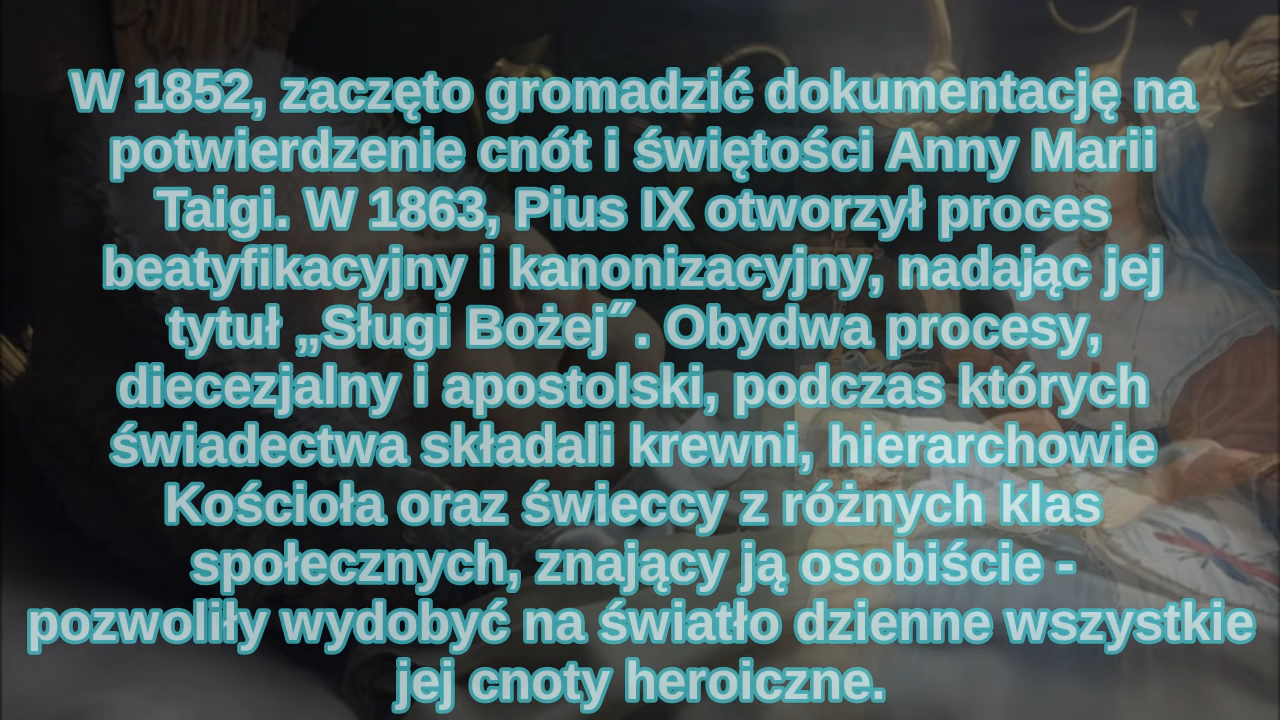 W 1852, zaczęto gromadzić dokumentację na
potwierdzenie cnót i świętości Anny Marii
Taigi. W 1863, Pius IX otworzył proces
beatyfikacyjny i kanonizacyjny, nadając jej
tytuł „Sługi Bożej˝. Obydwa procesy,
diecezjalny i apostolski, podczas których
świadectwa składali krewni, hierarchowie
Kościoła oraz świeccy z różnych klas
społecznych, znający ją osobiście -
pozwoliły wydobyć na światło dzienne wszystkie
jej cnoty heroiczne.